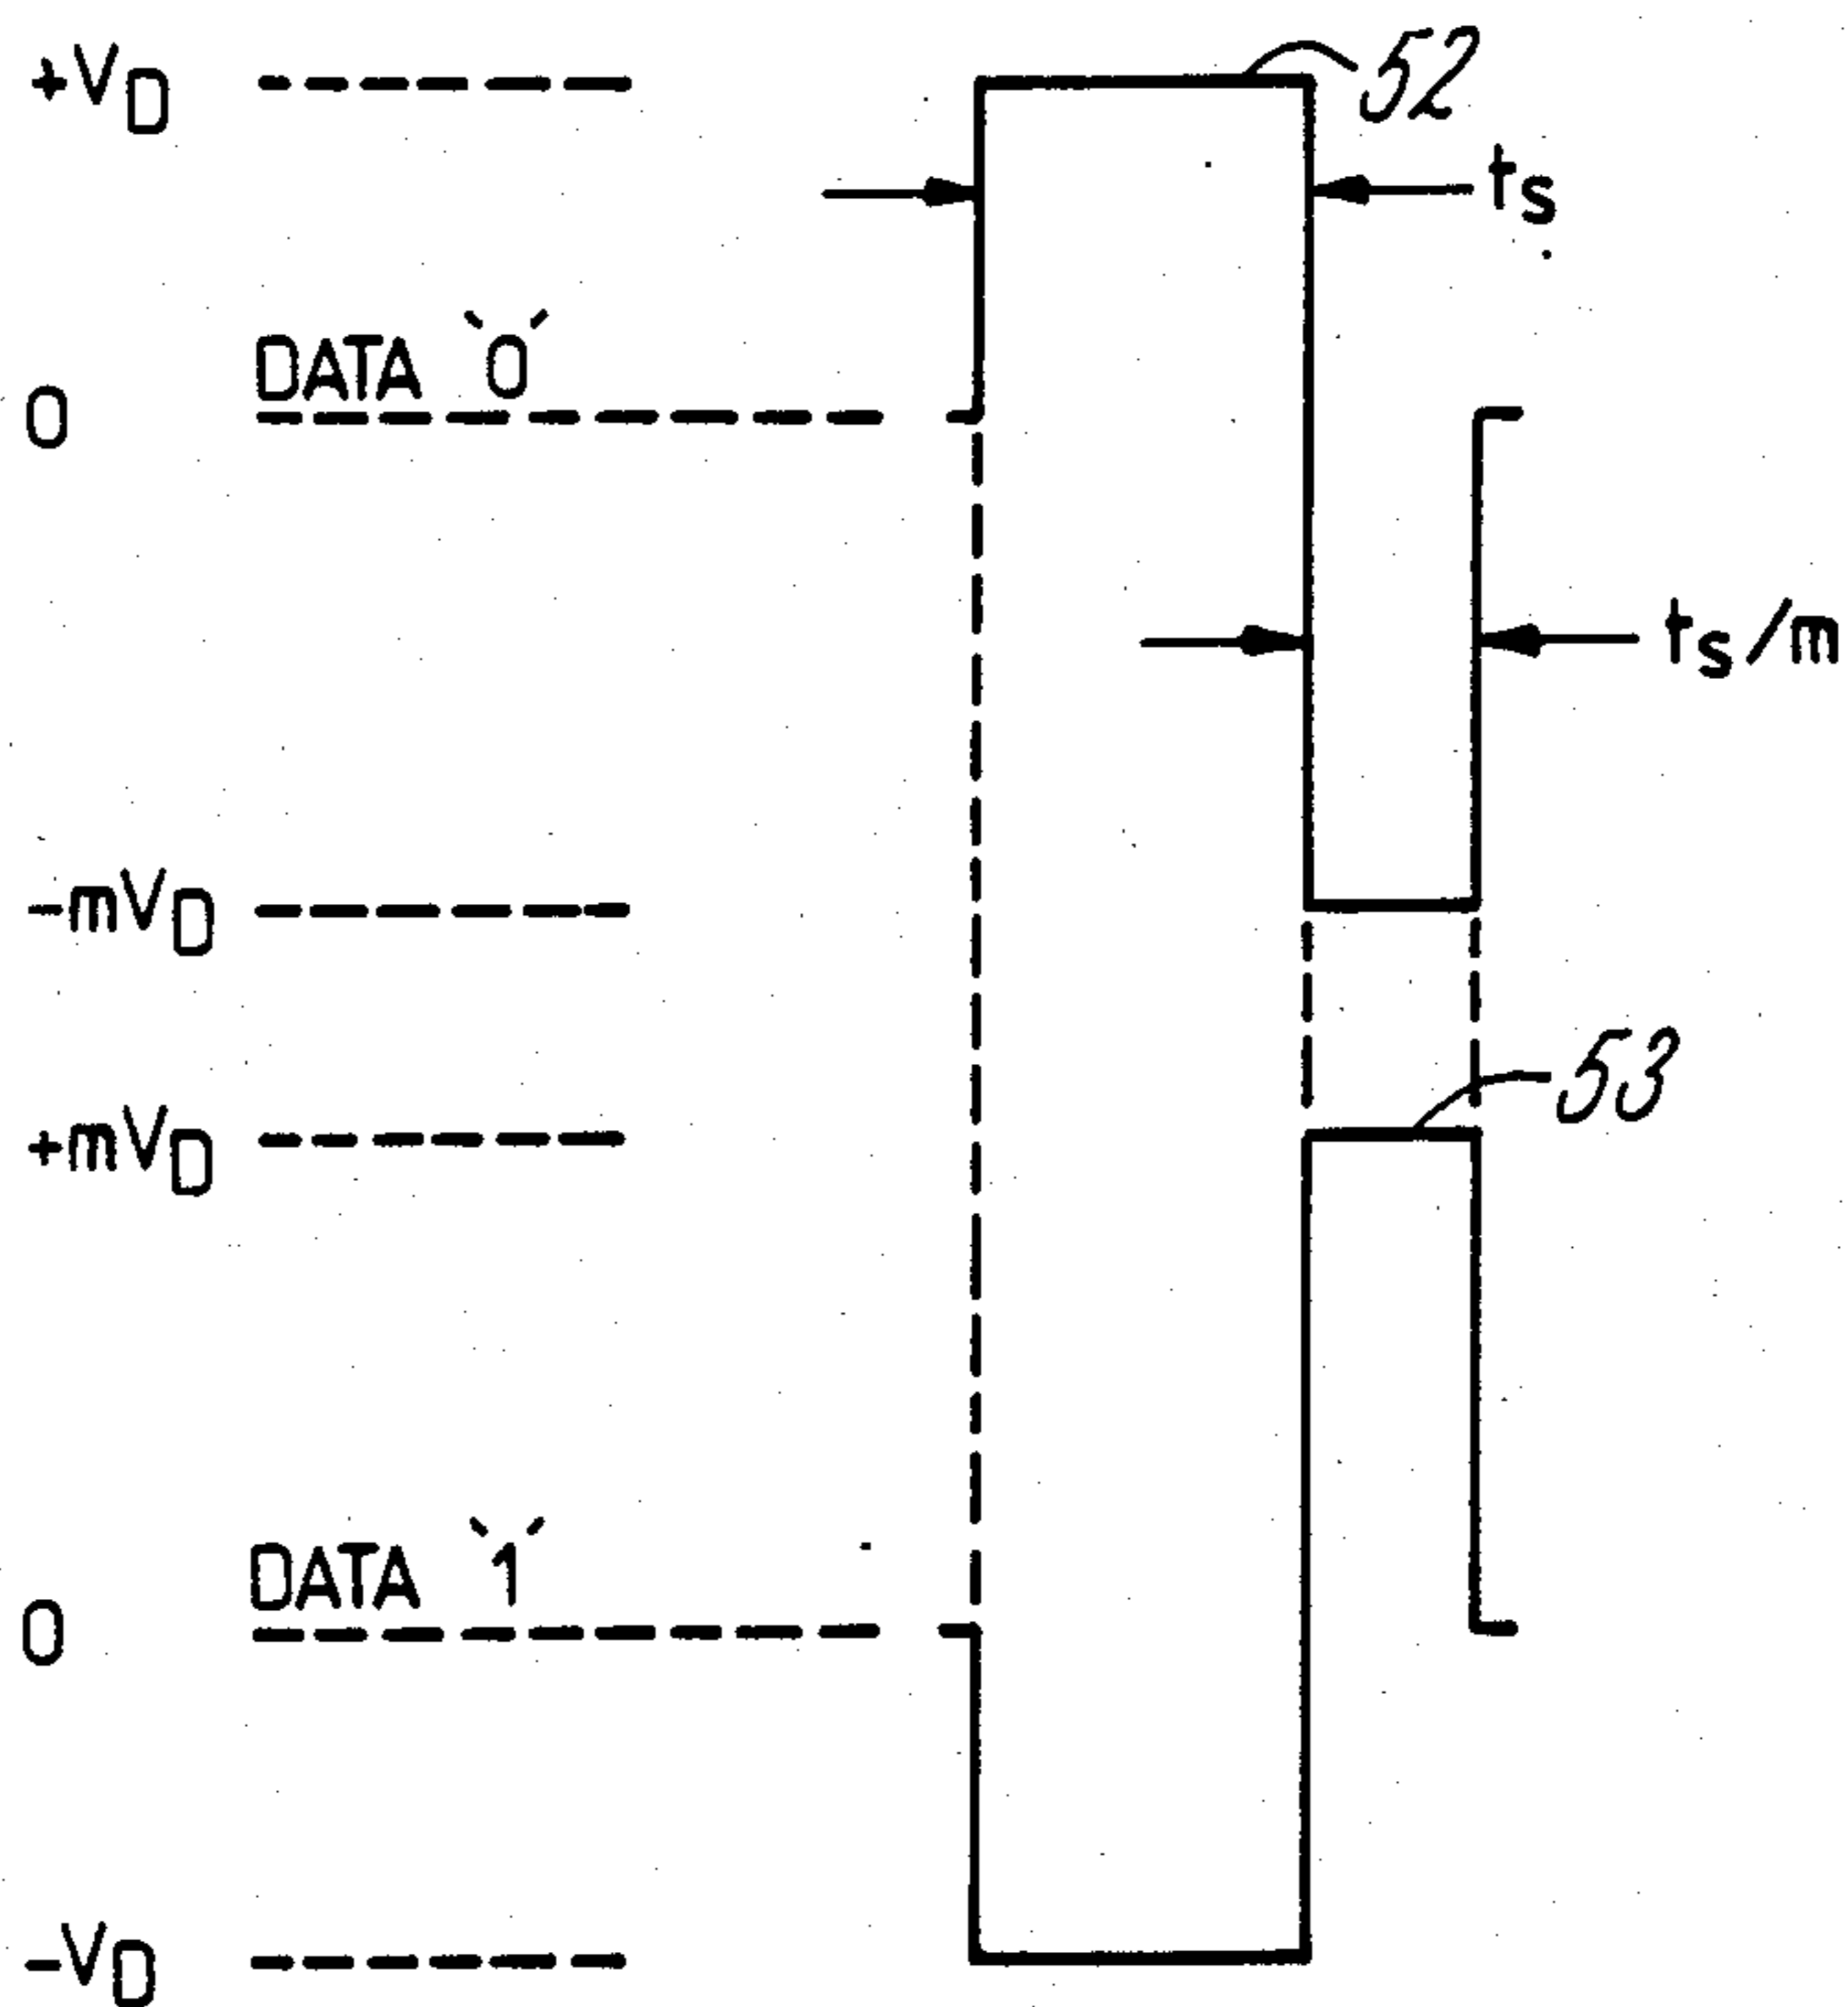 +VD
52
ts
DATA `0´
0
ts/m
-mVD
53
+mVD
DATA `1´
0
-VD